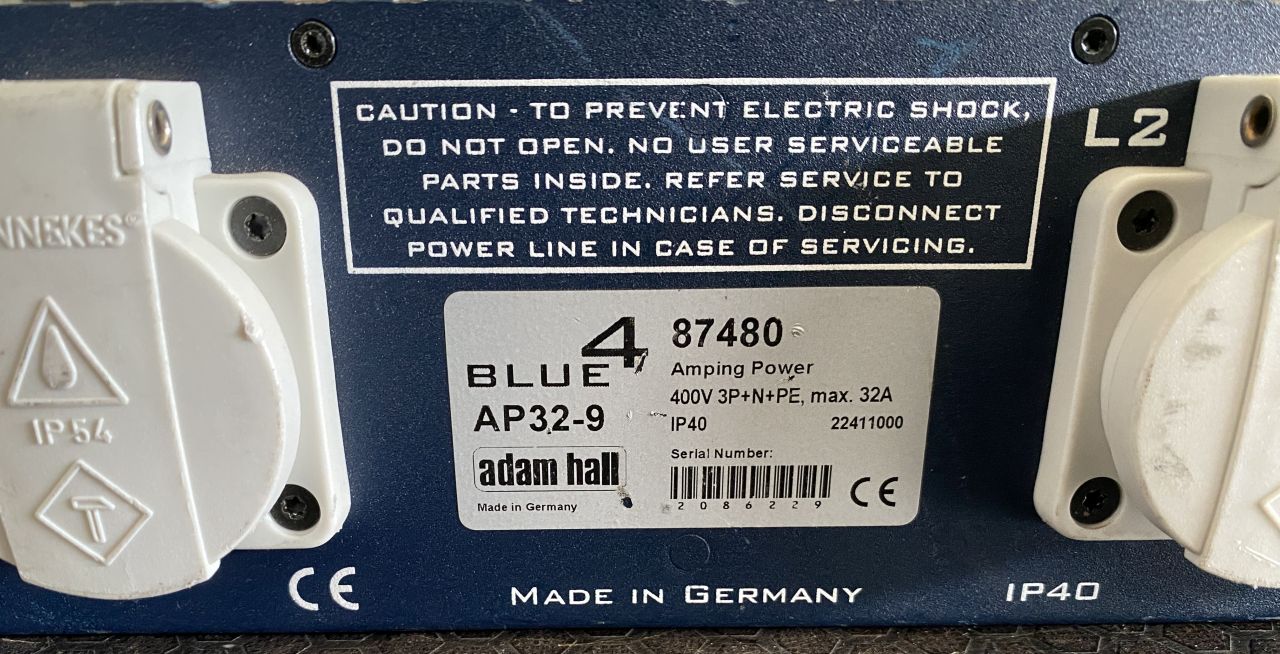 CAUTION - TO PREVENT ELECTRIC SHOCK,
DO NOT OPEN. NO USER SERVICEABLE
PARTS INSIDE. REFER SERVICE TO
QUALIFIED TECHNICIANS. DISCONNECT
POWER LINE IN CASE OF SERVICING.
L2
NNEKES®
IP54
T
BLUE 4
AP32-9
adam hall
Made in Germany
87480
Amping Power
400V 3P+N+PE, max. 32A
IP40 22411000
Serial Number:
2086229
CE
CE
MADE IN GERMANY
IP40